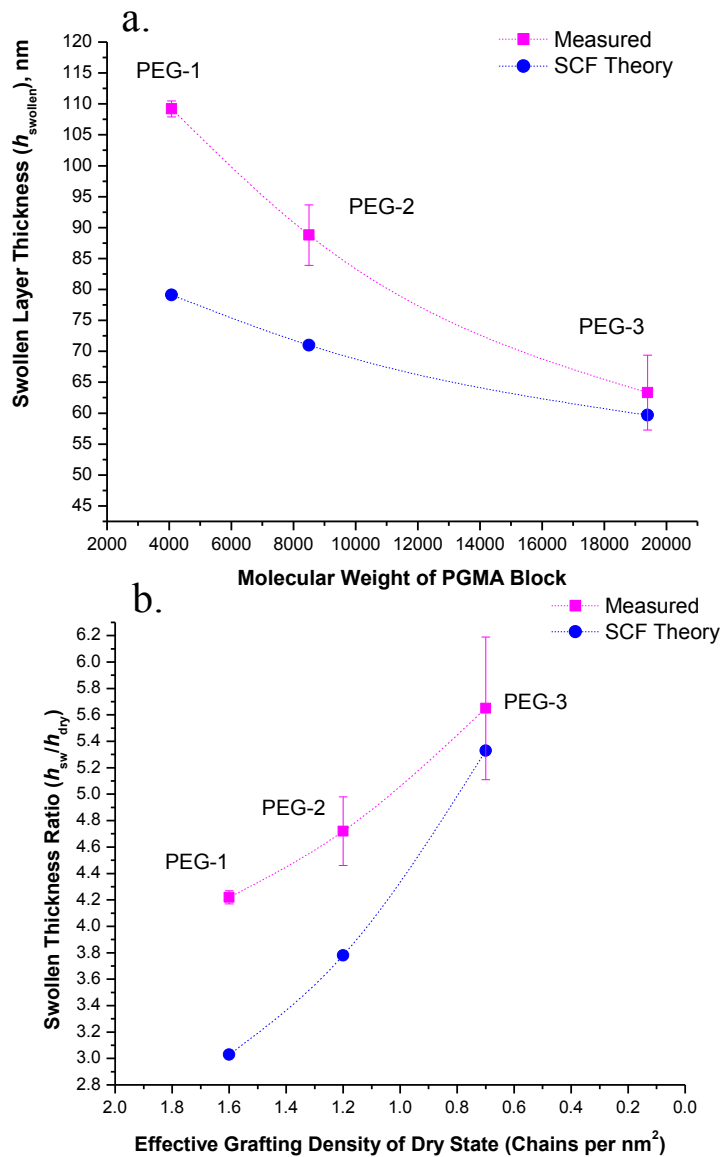 a.
Measured
SCF Theory
PEG-1
PEG-2
PEG-3
Swollen Layer Thickness (h_swollen), nm
120
115
110
105
100
95
90
85
80
75
70
65
60
55
50
45
2000 4000 6000 8000 10000 12000 14000 16000 18000 20000
Molecular Weight of PGMA Block
b.
Measured
SCF Theory
PEG-3
PEG-2
PEG-1
Swollen Thickness Ratio (h_sw/h_dry)
6.2
6.0
5.8
5.6
5.4
5.2
5.0
4.8
4.6
4.4
4.2
4.0
3.8
3.6
3.4
3.2
3.0
2.8
2.0 1.8 1.6 1.4 1.2 1.0 0.8 0.6 0.4 0.2 0.0
Effective Grafting Density of Dry State (Chains per nm²)